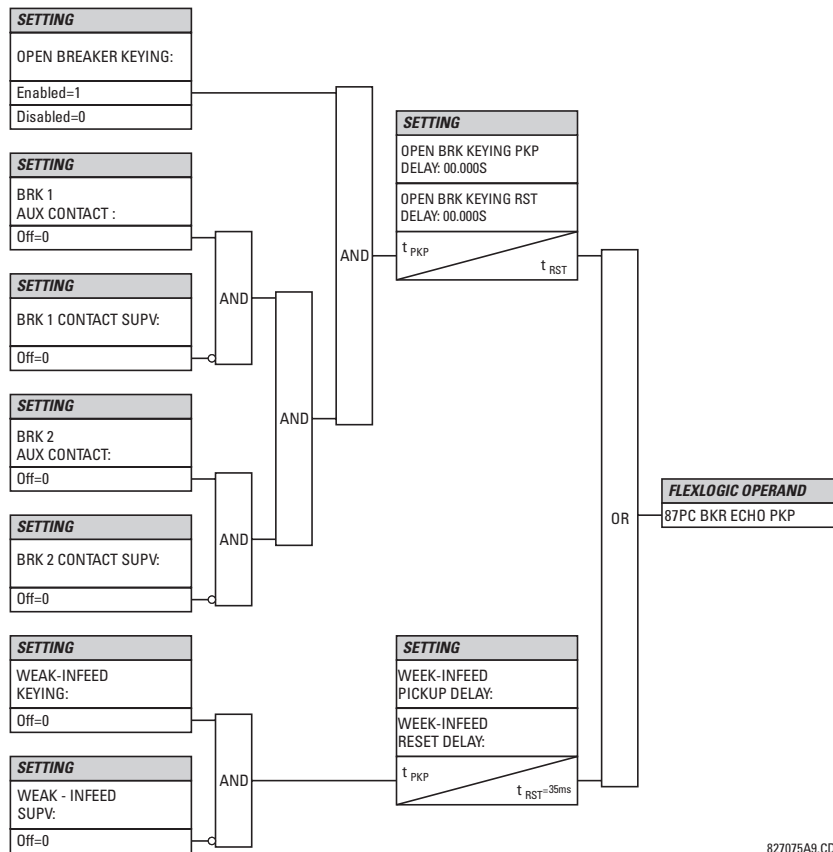 SETTING
OPEN BREAKER KEYING:
Enabled=1
Disabled=0
SETTING
BRK 1
AUX CONTACT :
Off=0
SETTING
BRK 1 CONTACT SUPV:
Off=0
SETTING
BRK 2
AUX CONTACT:
Off=0
SETTING
BRK 2 CONTACT SUPV:
Off=0
SETTING
WEAK-INFEED
KEYING:
Off=0
SETTING
WEAK - INFEED
SUPV:
Off=0
AND
AND
AND
AND
AND
SETTING
OPEN BRK KEYING PKP
DELAY: 00.000S
OPEN BRK KEYING RST
DELAY: 00.000S
t PKP
t RST
SETTING
WEEK-INFEED
PICKUP DELAY:
WEEK-INFEED
RESET DELAY:
t PKP
t RST=35ms
OR
FLEXLOGIC OPERAND
87PC BKR ECHO PKP
827075A9.CD